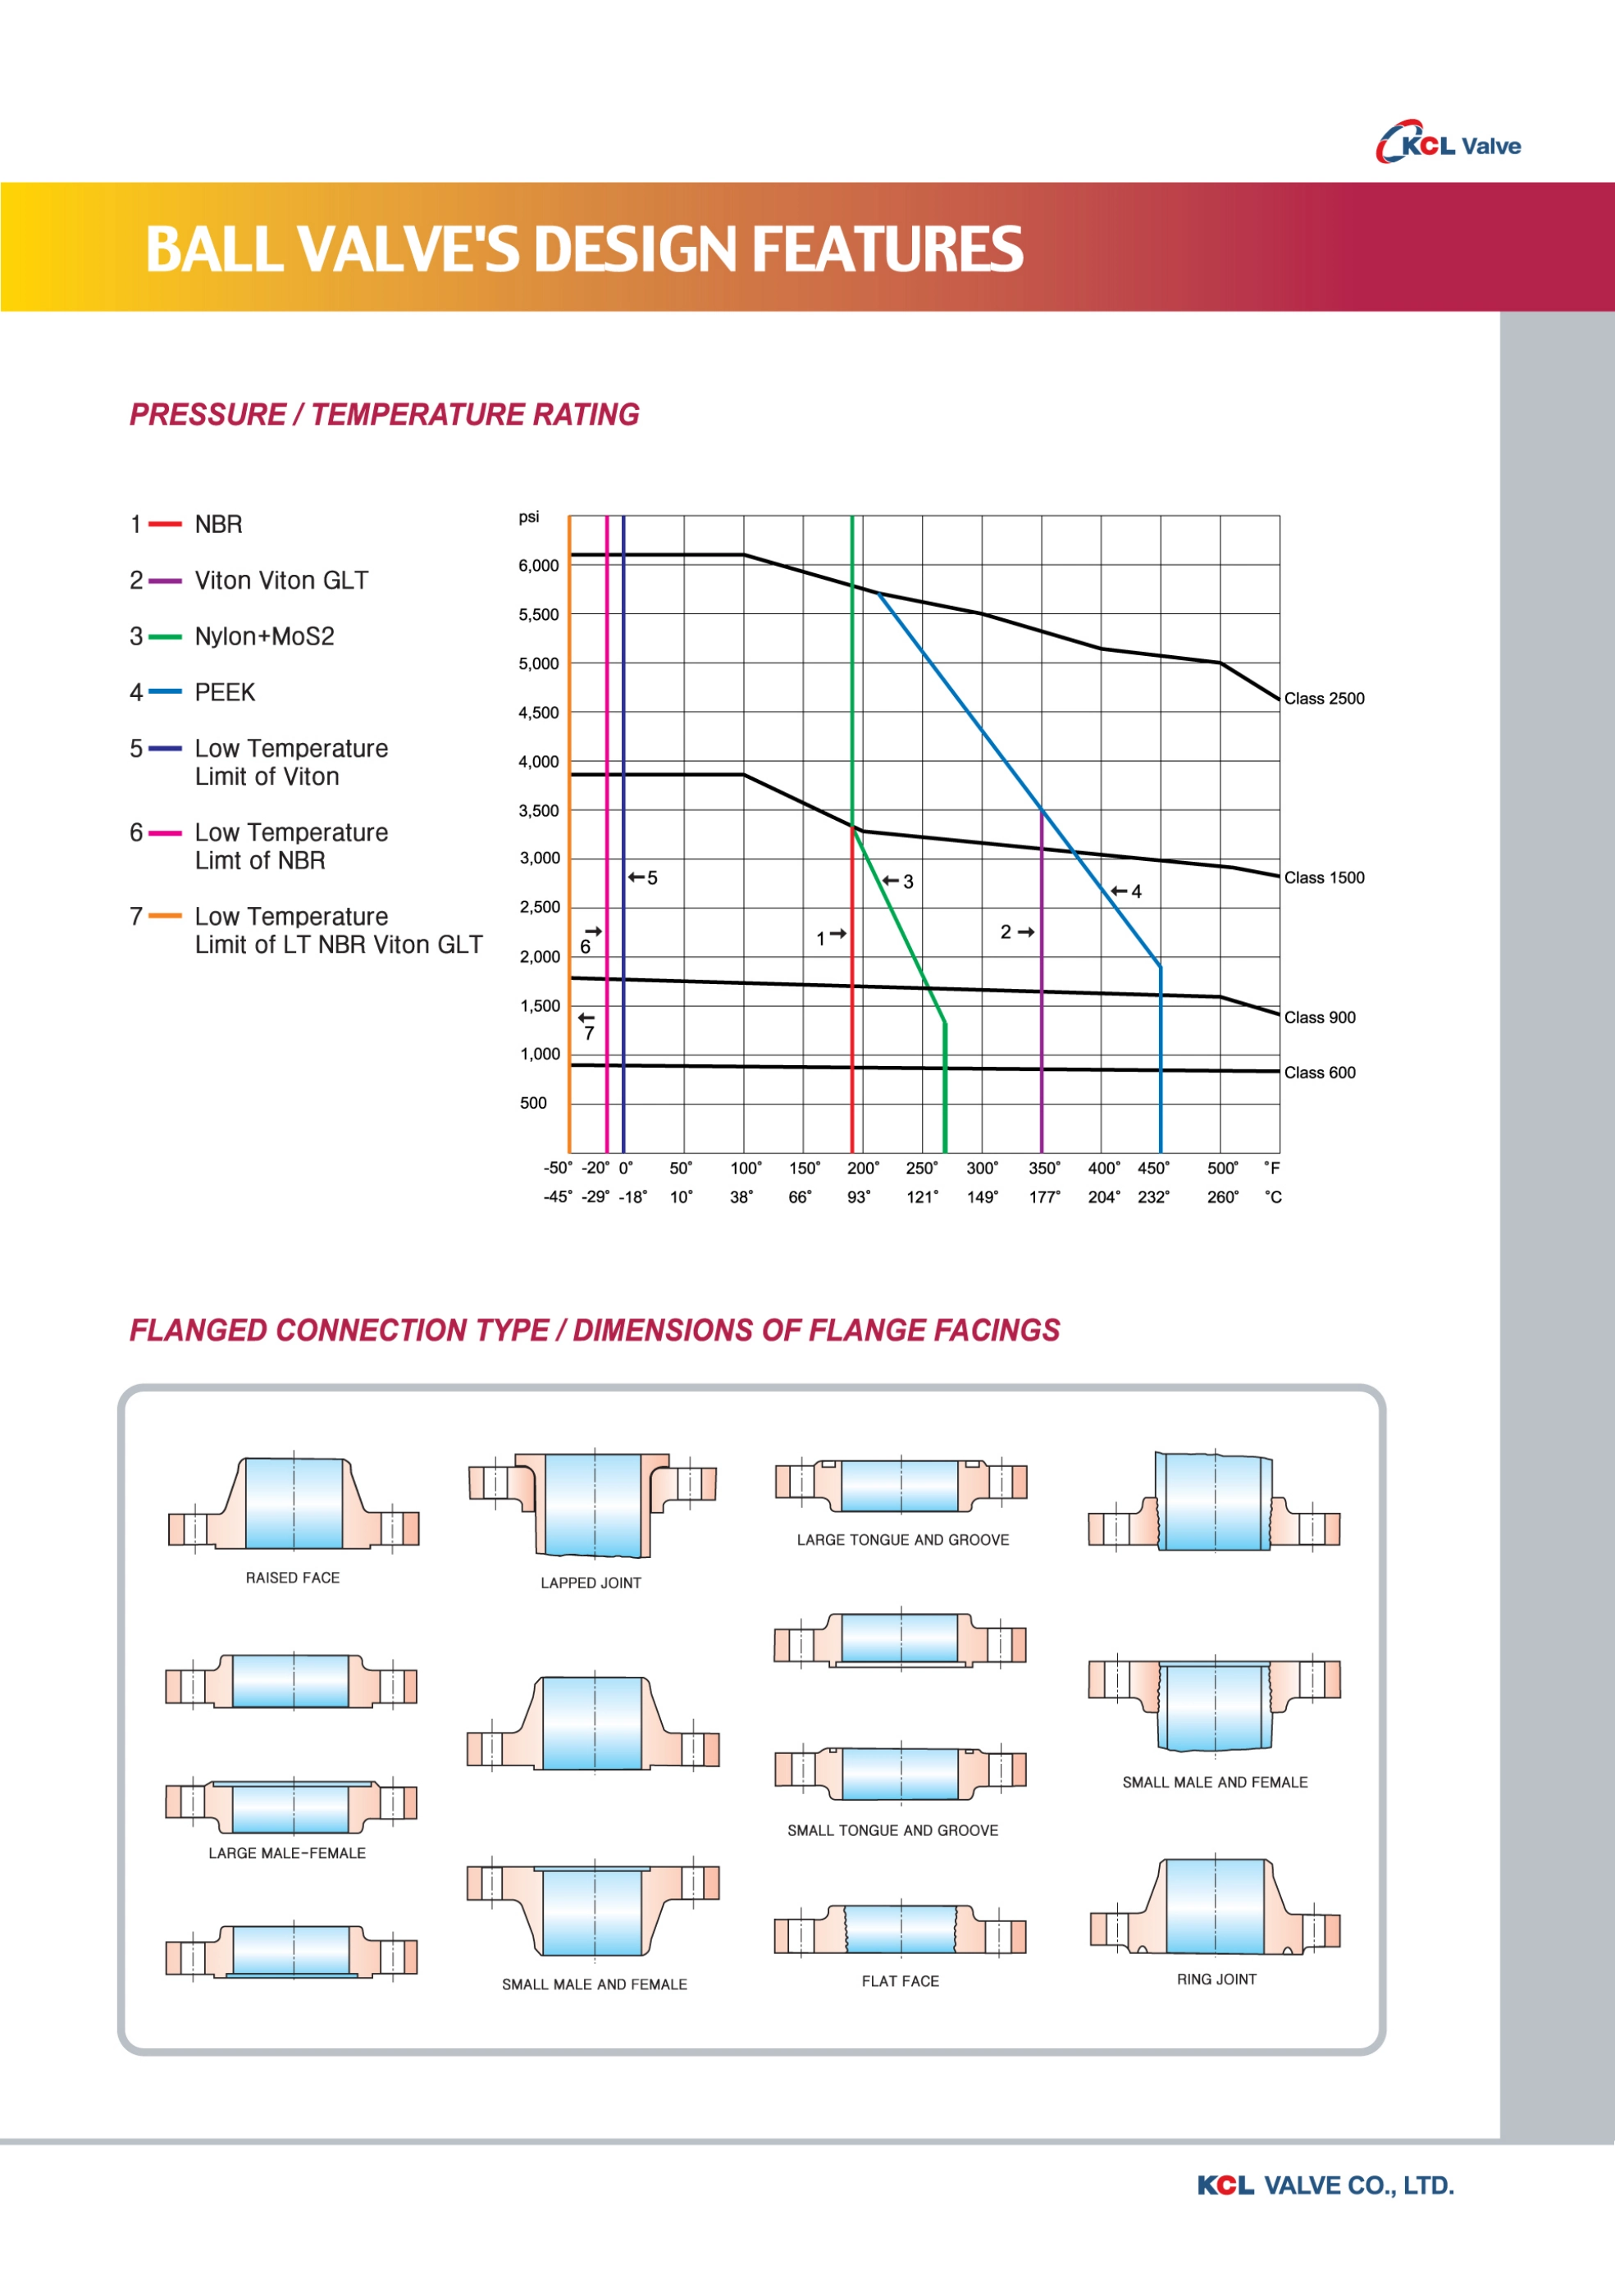 KCL Valve
BALL VALVE'S DESIGN FEATURES
PRESSURE / TEMPERATURE RATING
1 NBR
2 Viton Viton GLT
3 Nylon+MoS2
4 PEEK
5 Low Temperature
Limit of Viton
6 Low Temperature
Limt of NBR
7 Low Temperature
Limit of LT NBR Viton GLT
psi
6,000
5,500
5,000
4,500
4,000
3,500
3,000
2,500
2,000
1,500
1,000
500
Class 2500
Class 1500
Class 900
Class 600
←5
←3
←4
1→
2→
→
6
←
7
-50° -20° 0° 50° 100° 150° 200° 250° 300° 350° 400° 450° 500° °F
-45° -29° -18° 10° 38° 66° 93° 121° 149° 177° 204° 232° 260° °C
FLANGED CONNECTION TYPE / DIMENSIONS OF FLANGE FACINGS
RAISED FACE
LAPPED JOINT
LARGE TONGUE AND GROOVE
LARGE MALE-FEMALE
SMALL MALE AND FEMALE
SMALL TONGUE AND GROOVE
SMALL MALE AND FEMALE
FLAT FACE
RING JOINT
KCL VALVE CO., LTD.